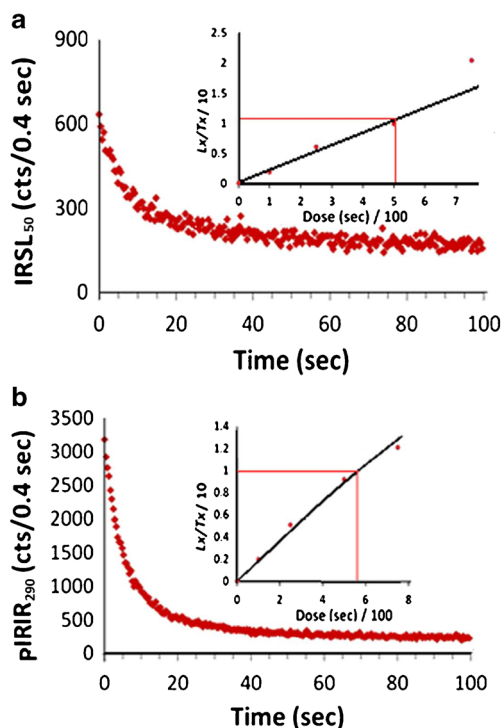 a
900
600
300
0
IRSL50 (cts/0.4 sec)
0 20 40 60 80 100
Time (sec)
2.5
2
1.5
1
0.5
0
Lx/Tx / 10
0 1 2 3 4 5 6 7
Dose (sec) / 100
b
3500
3000
2500
2000
1500
1000
500
0
pIRIR290 (cts/0.4 sec)
0 20 40 60 80 100
Time (sec)
1.4
1.2
1
0.8
0.6
0.4
0.2
0
Lx/Tx / 10
0 2 4 6 8
Dose (sec) / 100